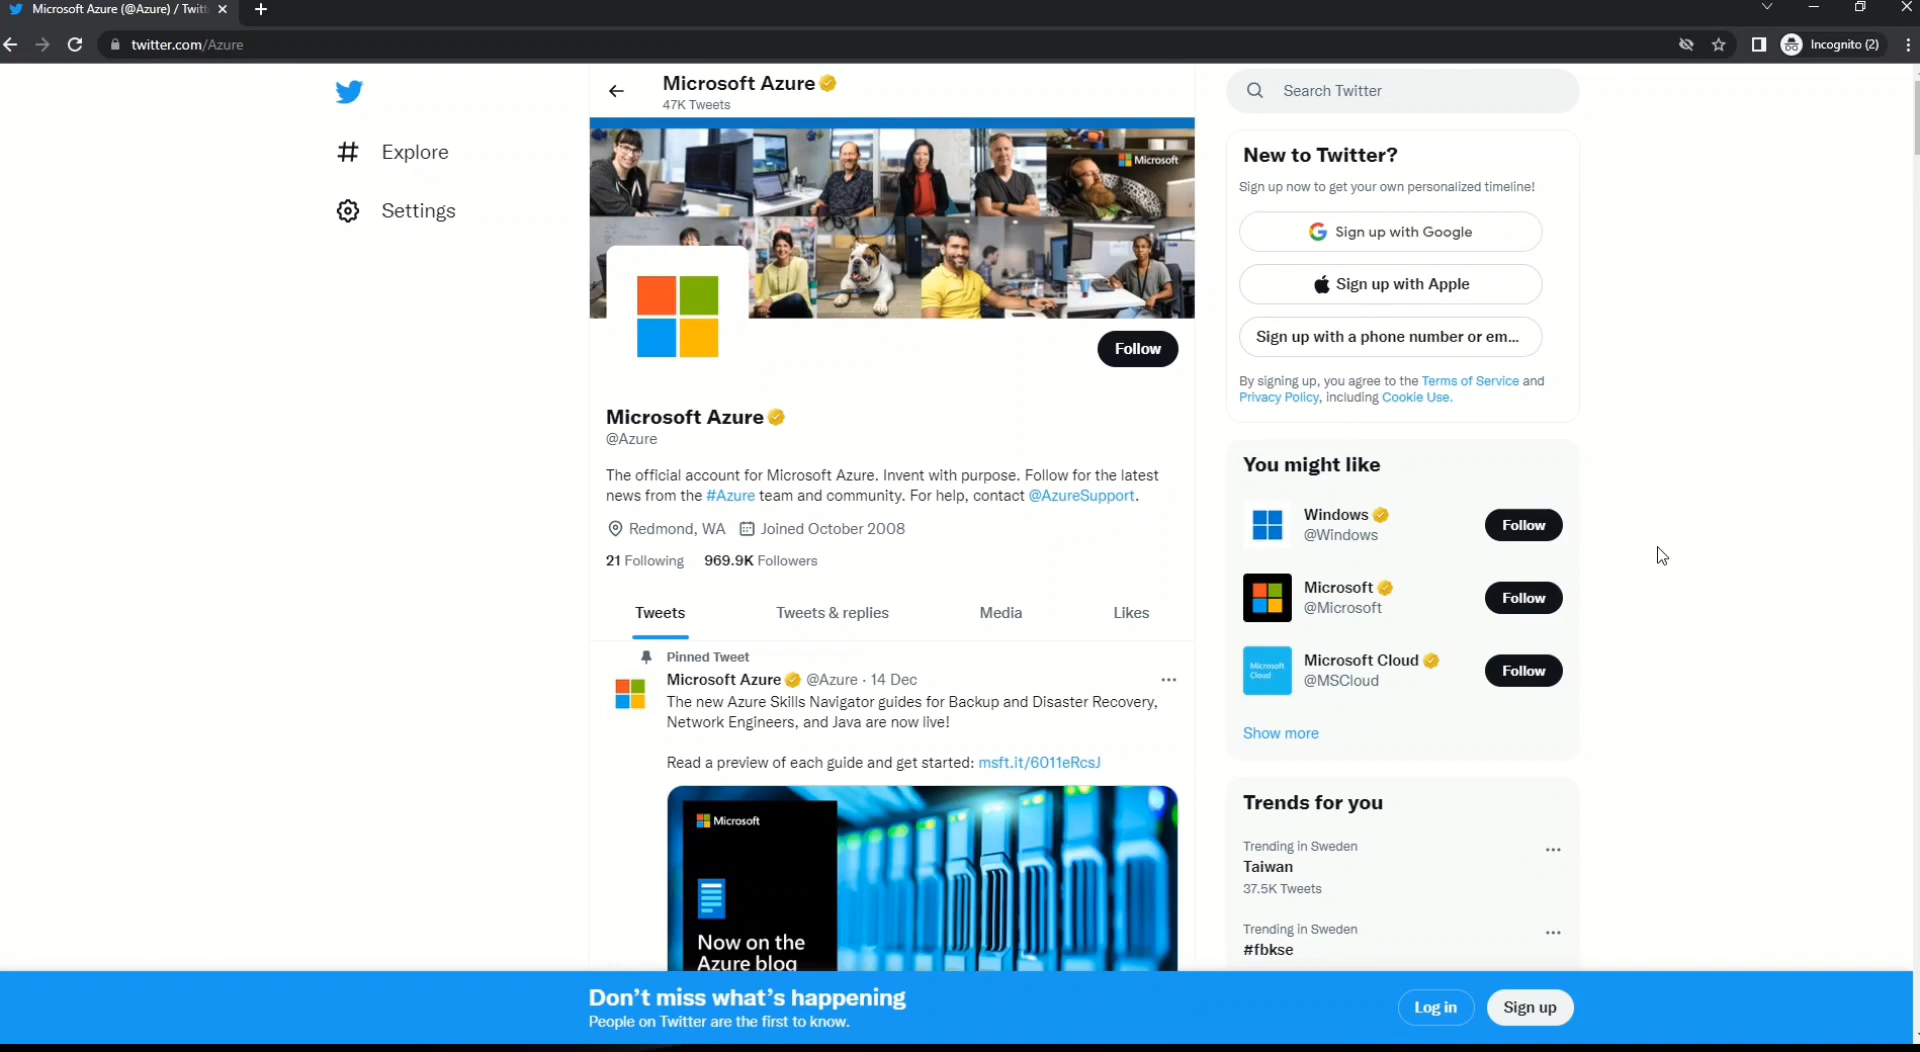 Microsoft Azure (@Azure) / Twitt
twitter.com/Azure
Incognito (2)
Explore
Settings
Microsoft Azure
47K Tweets
Microsoft
Follow
Microsoft Azure
@Azure
The official account for Microsoft Azure. Invent with purpose. Follow for the latest
news from the #Azure team and community. For help, contact @AzureSupport.
Redmond, WA Joined October 2008
21 Following 969.9K Followers
Tweets Tweets & replies Media Likes
Pinned Tweet
Microsoft Azure @Azure · 14 Dec
The new Azure Skills Navigator guides for Backup and Disaster Recovery,
Network Engineers, and Java are now live!
Read a preview of each guide and get started: msft.it/6011eRcsJ
Microsoft
Now on the
Azure blog
Search Twitter
New to Twitter?
Sign up now to get your own personalized timeline!
Sign up with Google
Sign up with Apple
Sign up with a phone number or em...
By signing up, you agree to the Terms of Service and
Privacy Policy, including Cookie Use.
You might like
Windows
@Windows
Follow
Microsoft
@Microsoft
Follow
Microsoft
Cloud
Microsoft Cloud
@MSCloud
Follow
Show more
Trends for you
Trending in Sweden
Taiwan
37.5K Tweets
Trending in Sweden
#fbkse
Don't miss what's happening
People on Twitter are the first to know.
Log in
Sign up